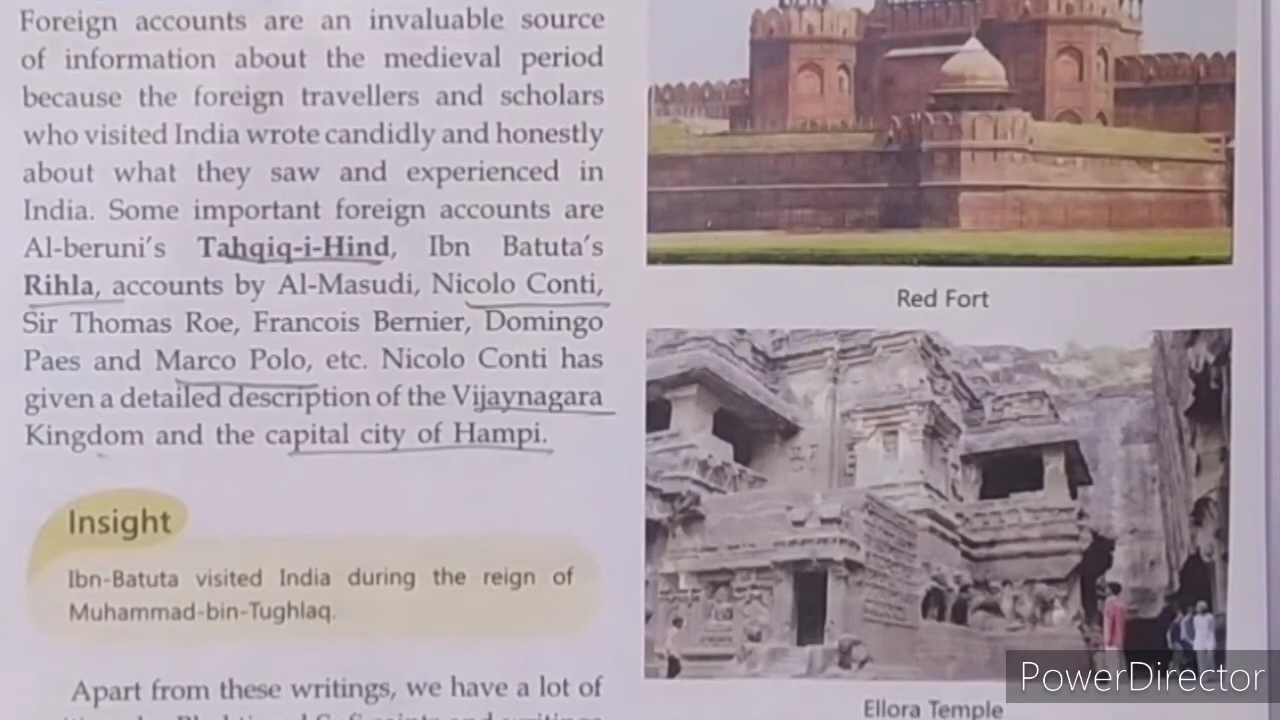 Foreign accounts are an invaluable source
of information about the medieval period
because the foreign travellers and scholars
who visited India wrote candidly and honestly
about what they saw and experienced in
India. Some important foreign accounts are
Al-beruni's Tahqiq-i-Hind, Ibn Batuta's
Rihla, accounts by Al-Masudi, Nicolo Conti,
Sir Thomas Roe, Francois Bernier, Domingo
Paes and Marco Polo, etc. Nicolo Conti has
given a detailed description of the Vijaynagara
Kingdom and the capital city of Hampi.
Insight
Ibn-Batuta visited India during the reign of
Muhammad-bin-Tughlaq.
Apart from these writings, we have a lot of
Red Fort
Ellora Temple
PowerDirector